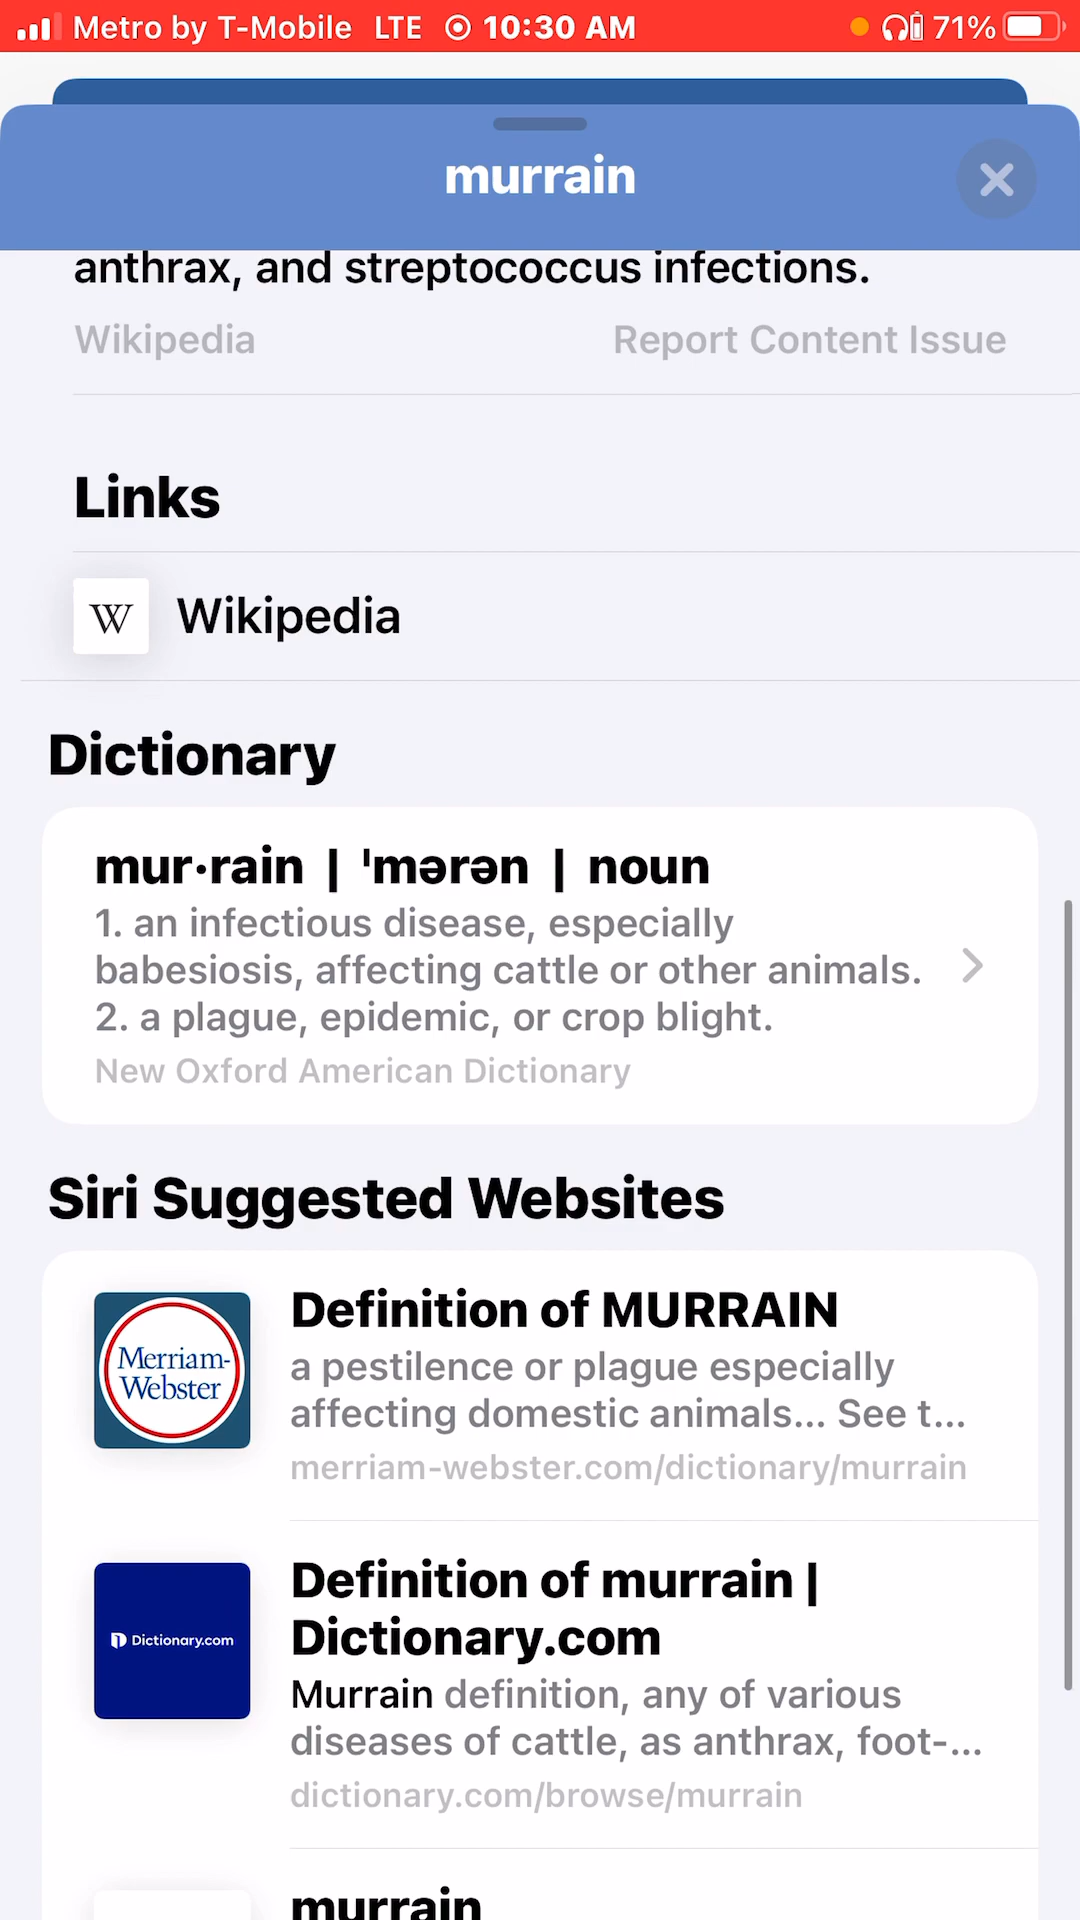 Metro by T-Mobile LTE 10:30 AM 71%
murrain
anthrax, and streptococcus infections.
Wikipedia Report Content Issue
Links
W Wikipedia
Dictionary
mur·rain | ˈmərən | noun
1. an infectious disease, especially
babesiosis, affecting cattle or other animals.
2. a plague, epidemic, or crop blight.
New Oxford American Dictionary
Siri Suggested Websites
Merriam-
Webster
Definition of MURRAIN
a pestilence or plague especially
affecting domestic animals... See t...
merriam-webster.com/dictionary/murrain
Dictionary.com
Definition of murrain |
Dictionary.com
Murrain definition, any of various
diseases of cattle, as anthrax, foot-...
dictionary.com/browse/murrain
murrain